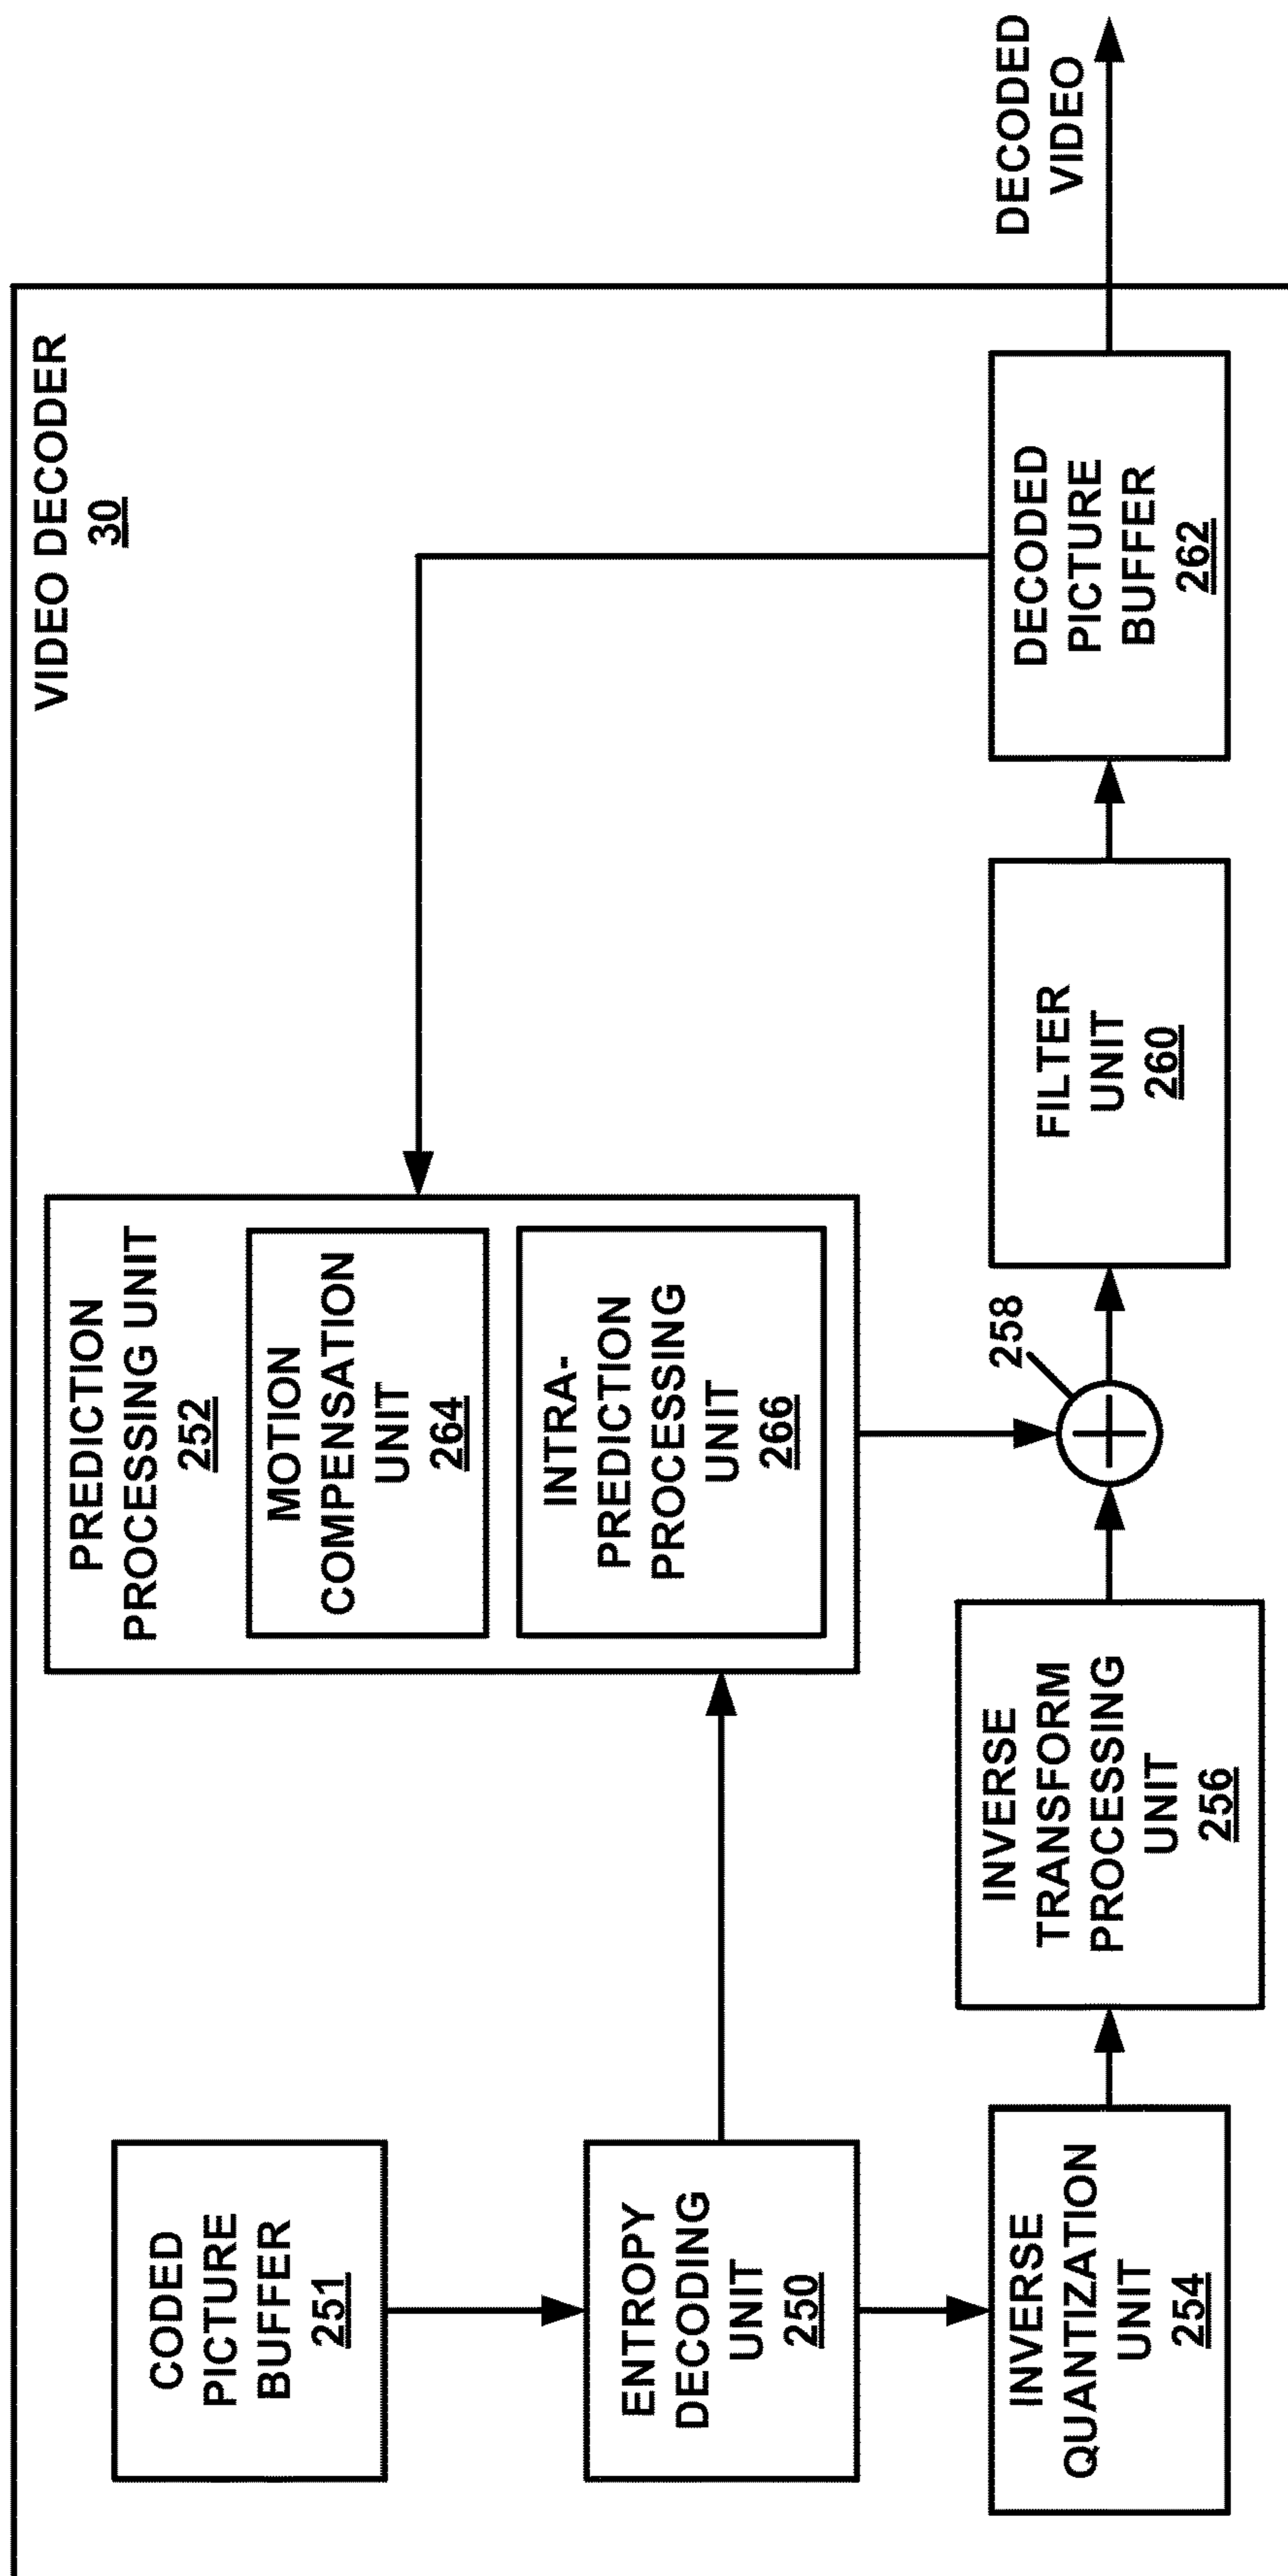 VIDEO DECODER
30
CODED
PICTURE
BUFFER
251
PREDICTION
PROCESSING UNIT
252
MOTION
COMPENSATION
UNIT
264
INTRA-
PREDICTION
PROCESSING
UNIT
266
ENTROPY
DECODING
UNIT
250
INVERSE
QUANTIZATION
UNIT
254
INVERSE
TRANSFORM
PROCESSING
UNIT
256
258
FILTER
UNIT
260
DECODED
PICTURE
BUFFER
262
DECODED
VIDEO